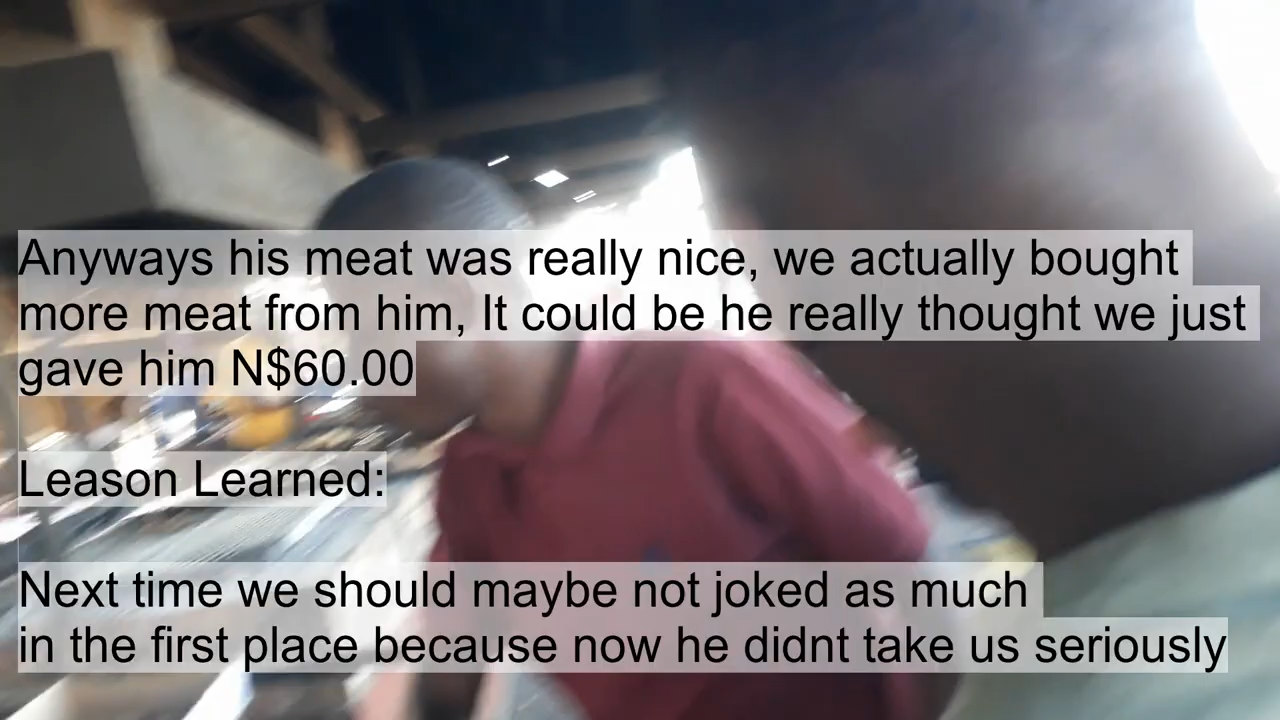 Anyways his meat was really nice, we actually bought
more meat from him, It could be he really thought we just
gave him N$60.00
Leason Learned:
Next time we should maybe not joked as much
in the first place because now he didnt take us seriously